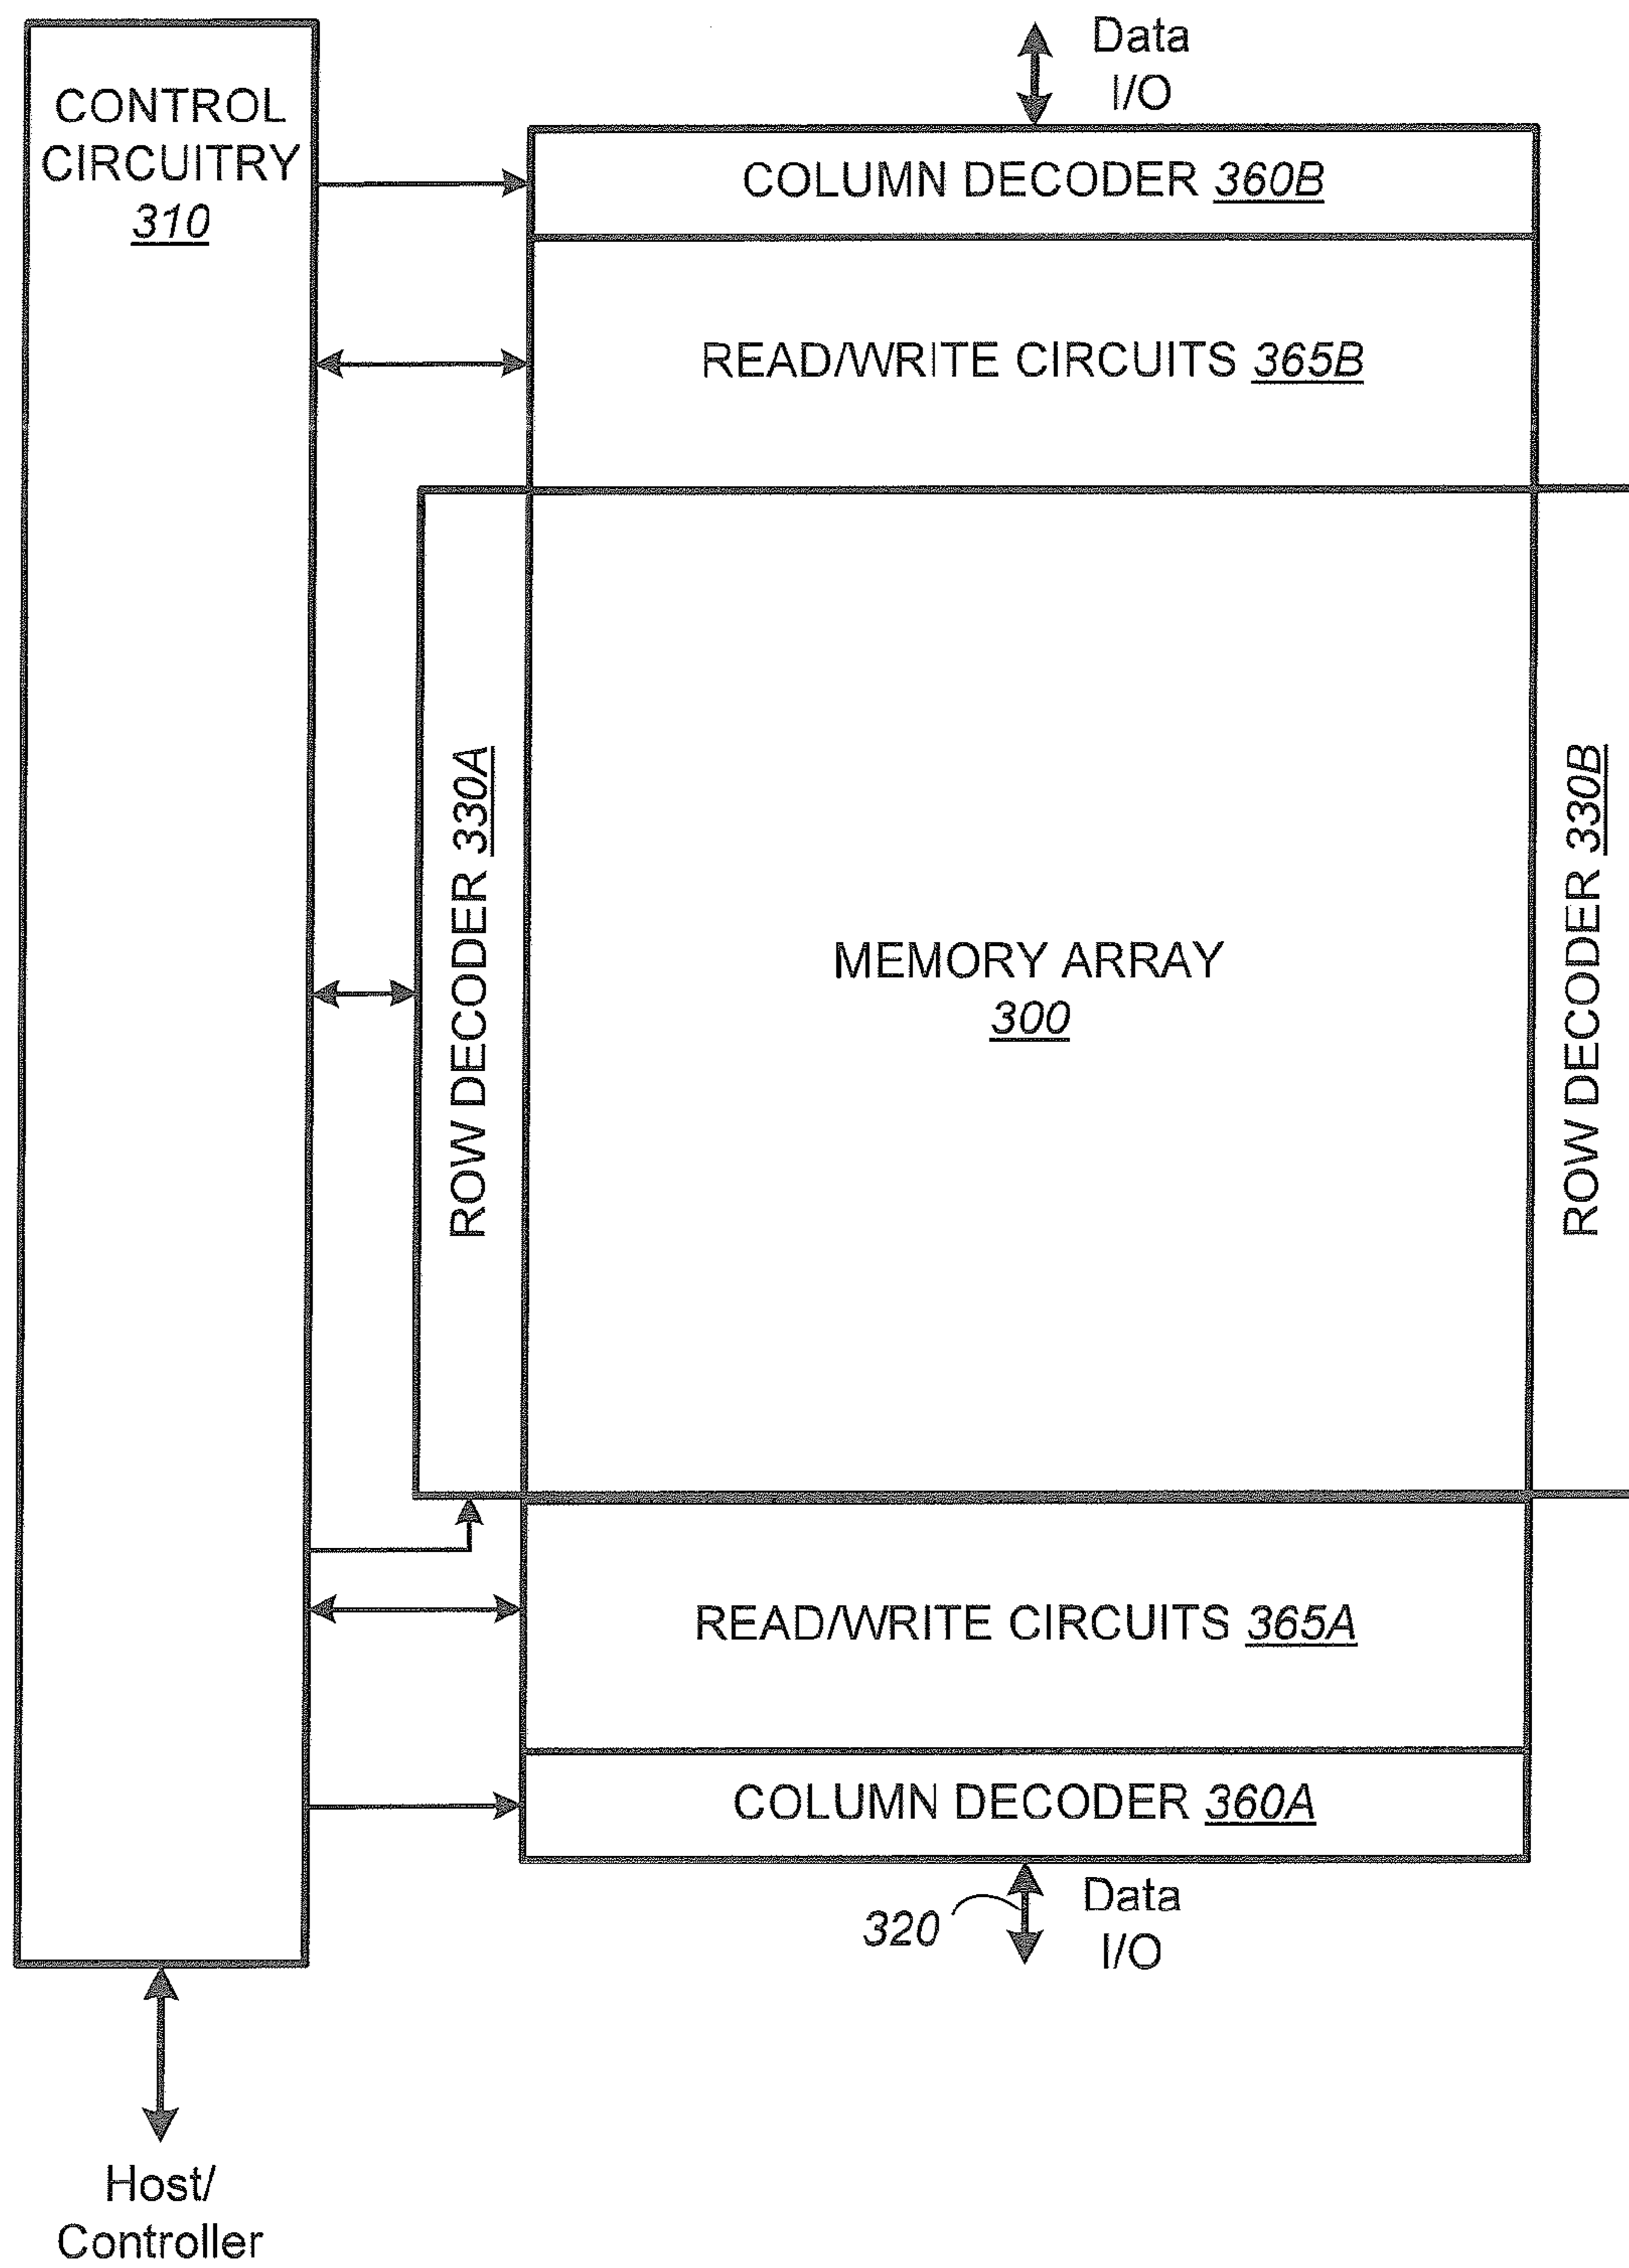 Data
I/O
CONTROL
CIRCUITRY
310
COLUMN DECODER 360B
READ/WRITE CIRCUITS 365B
ROW DECODER 330A
MEMORY ARRAY
300
ROW DECODER 330B
READ/WRITE CIRCUITS 365A
COLUMN DECODER 360A
320
Data
I/O
Host/
Controller